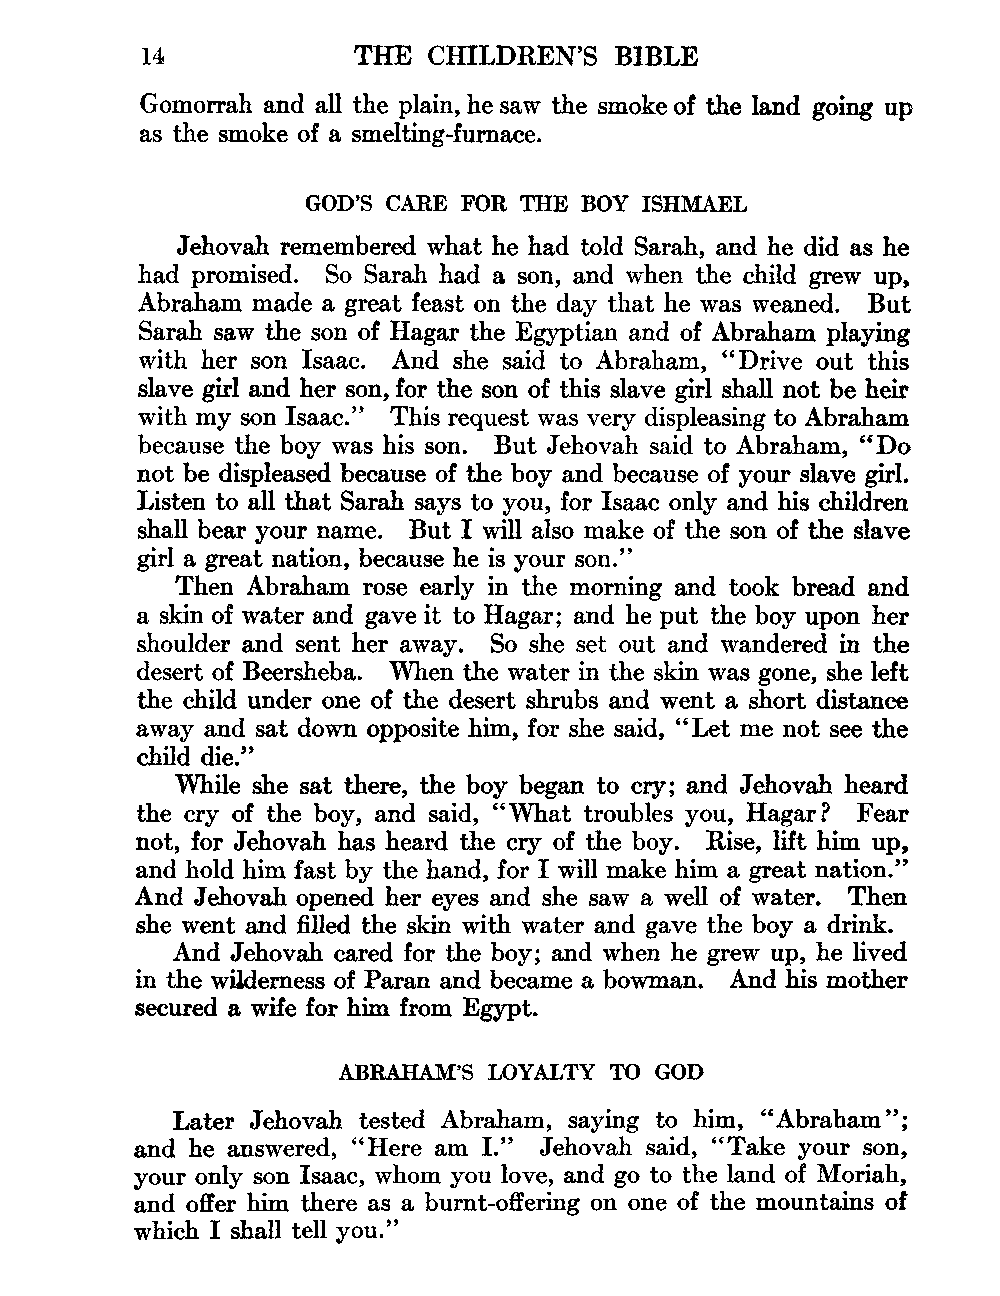 14 THE CHILDREN'S BIBLE
Gomorrah and all the plain, he saw the smoke of the land going up
as the smoke of a smelting-furnace.
GOD'S CARE FOR THE BOY ISHMAEL
Jehovah remembered what he had told Sarah, and he did as he
had promised. So Sarah had a son, and when the child grew up,
Abraham made a great feast on the day that he was weaned. But
Sarah saw the son of Hagar the Egyptian and of Abraham playing
with her son Isaac. And she said to Abraham, “Drive out this
slave girl and her son, for the son of this slave girl shall not be heir
with my son Isaac.” This request was very displeasing to Abraham
because the boy was his son. But Jehovah said to Abraham, “Do
not be displeased because of the boy and because of your slave girl.
Listen to all that Sarah says to you, for Isaac only and his children
shall bear your name. But I will also make of the son of the slave
girl a great nation, because he is your son.”
Then Abraham rose early in the morning and took bread and
a skin of water and gave it to Hagar; and he put the boy upon her
shoulder and sent her away. So she set out and wandered in the
desert of Beersheba. When the water in the skin was gone, she left
the child under one of the desert shrubs and went a short distance
away and sat down opposite him, for she said, “Let me not see the
child die.”
While she sat there, the boy began to cry; and Jehovah heard
the cry of the boy, and said, “What troubles you, Hagar? Fear
not, for Jehovah has heard the cry of the boy. Rise, lift him up,
and hold him fast by the hand, for I will make him a great nation.”
And Jehovah opened her eyes and she saw a well of water. Then
she went and filled the skin with water and gave the boy a drink.
And Jehovah cared for the boy; and when he grew up, he lived
in the wilderness of Paran and became a bowman. And his mother
secured a wife for him from Egypt.
ABRAHAM'S LOYALTY TO GOD
Later Jehovah tested Abraham, saying to him, “Abraham”;
and he answered, “Here am I.” Jehovah said, “Take your son,
your only son Isaac, whom you love, and go to the land of Moriah,
and offer him there as a burnt-offering on one of the mountains of
which I shall tell you.”